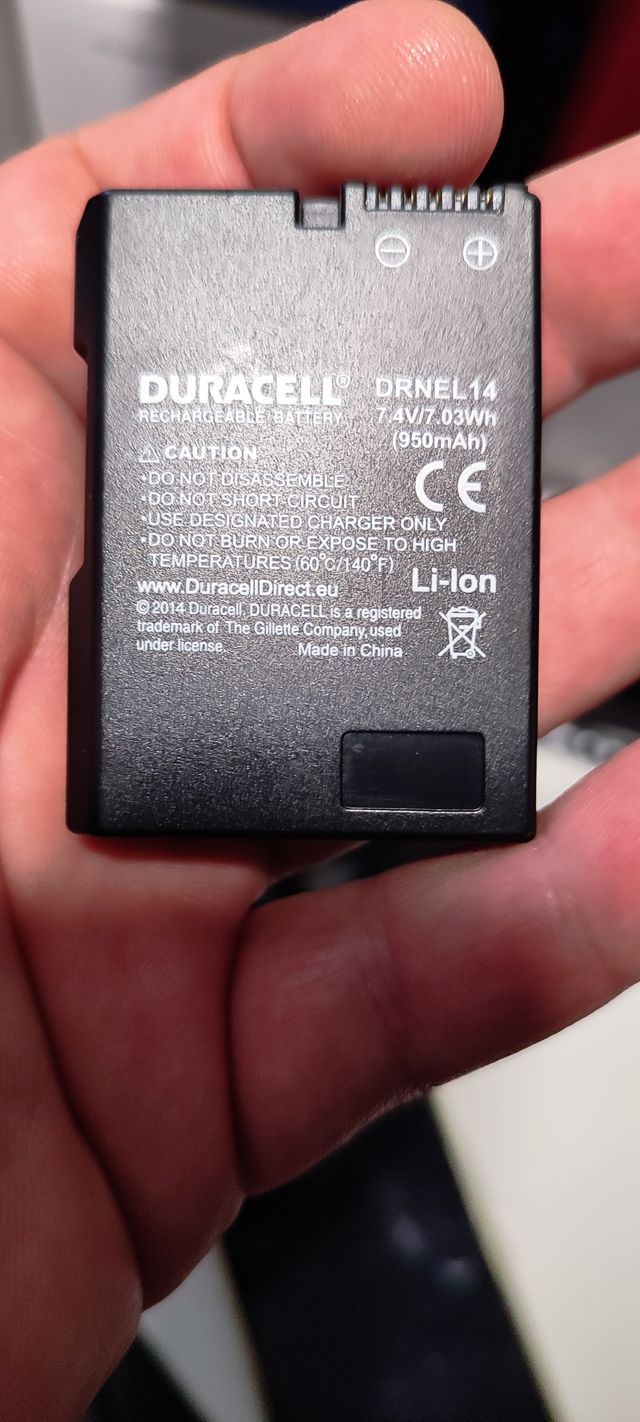 DURACELL®
RECHARGEABLE BATTERY
DRNEL14
7.4V/7.03Wh
(950mAh)
CAUTION
•DO NOT DISASSEMBLE
•DO NOT SHORT CIRCUIT
•USE DESIGNATED CHARGER ONLY
•DO NOT BURN OR EXPOSE TO HIGH
TEMPERATURES (60°C/140°F)
CE
www.DuracellDirect.eu
Li-Ion
© 2014 Duracell, DURACELL is a registered
trademark of The Gillette Company, used
under license. Made in China